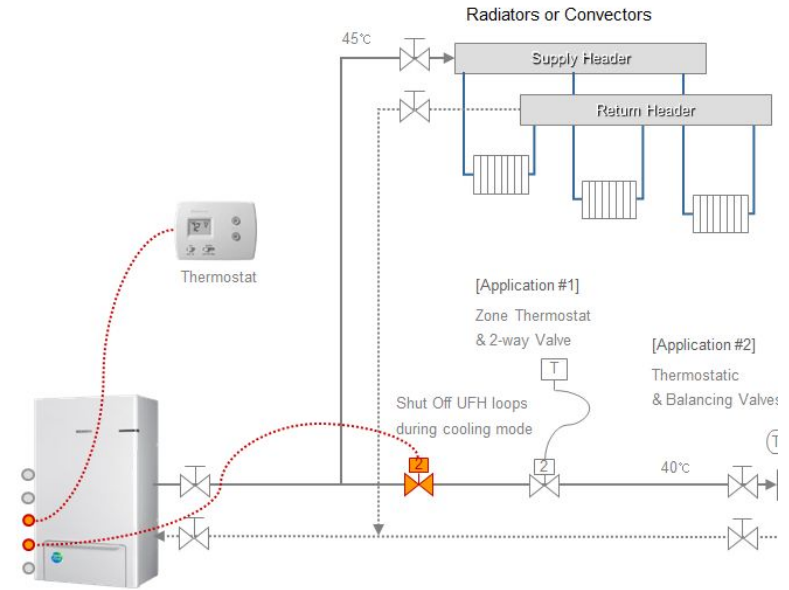 Radiators or Convectors
45℃
Supply Header
Return Header
Thermostat
[Application #1]
Zone Thermostat
& 2-way Valve
T
[Application #2]
Thermostatic
& Balancing Valves
Shut Off UFH loops
during cooling mode
2
2
40℃
T